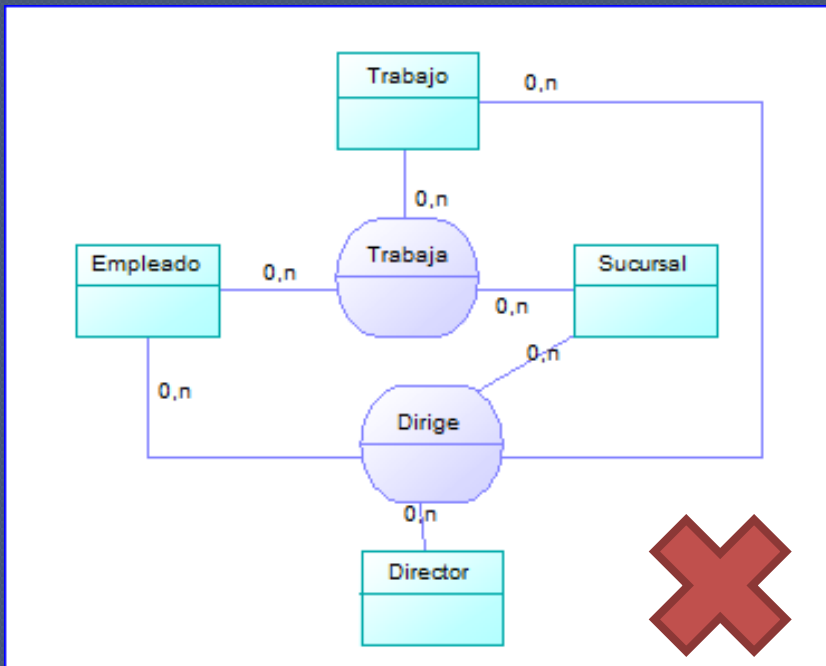 Trabajo
0,n
0,n
Empleado
0,n
Trabaja
Sucursal
0,n
0,n
0,n
Dirige
0,n
Director